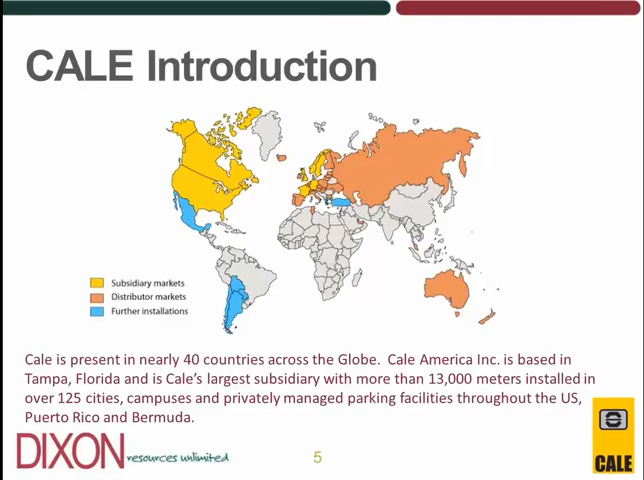 CALE Introduction
Subsidiary markets
Distributor markets
Further installations
Cale is present in nearly 40 countries across the Globe.  Cale America Inc. is based in
Tampa, Florida and is Cale's largest subsidiary with more than 13,000 meters installed in
over 125 cities, campuses and privately managed parking facilities throughout the US,
Puerto Rico and Bermuda.
DIXON resources unlimited
5
CALE